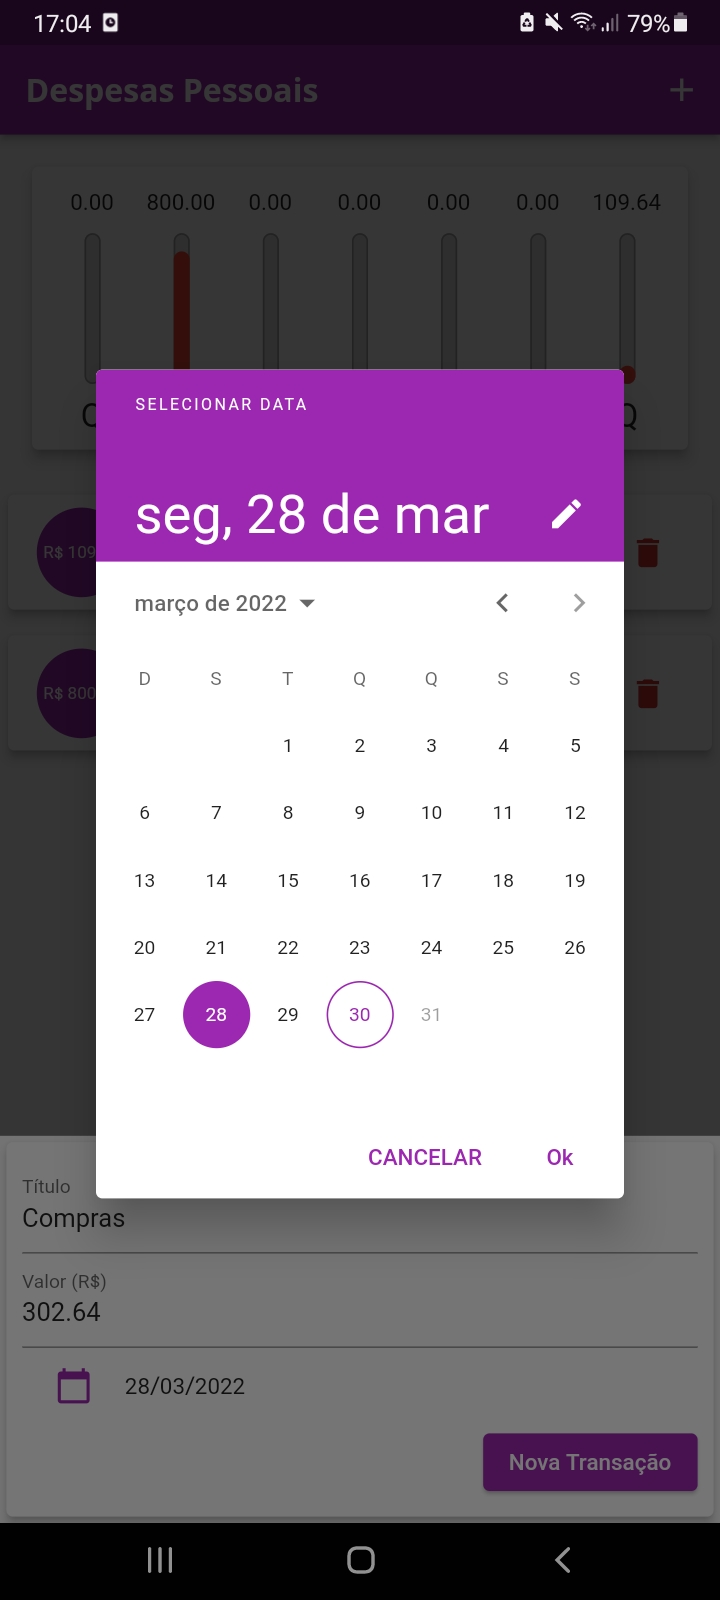 17:04 79%
Despesas Pessoais +
0.00 800.00 0.00 0.00 0.00 0.00 109.64
Q
SELECIONAR DATA
seg, 28 de mar
R$ 109
março de 2022
R$ 800
D S T Q Q S S
1 2 3 4 5
6 7 8 9 10 11 12
13 14 15 16 17 18 19
20 21 22 23 24 25 26
27 28 29 30 31
CANCELAR Ok
Título
Compras
Valor (R$)
302.64
28/03/2022
Nova Transação